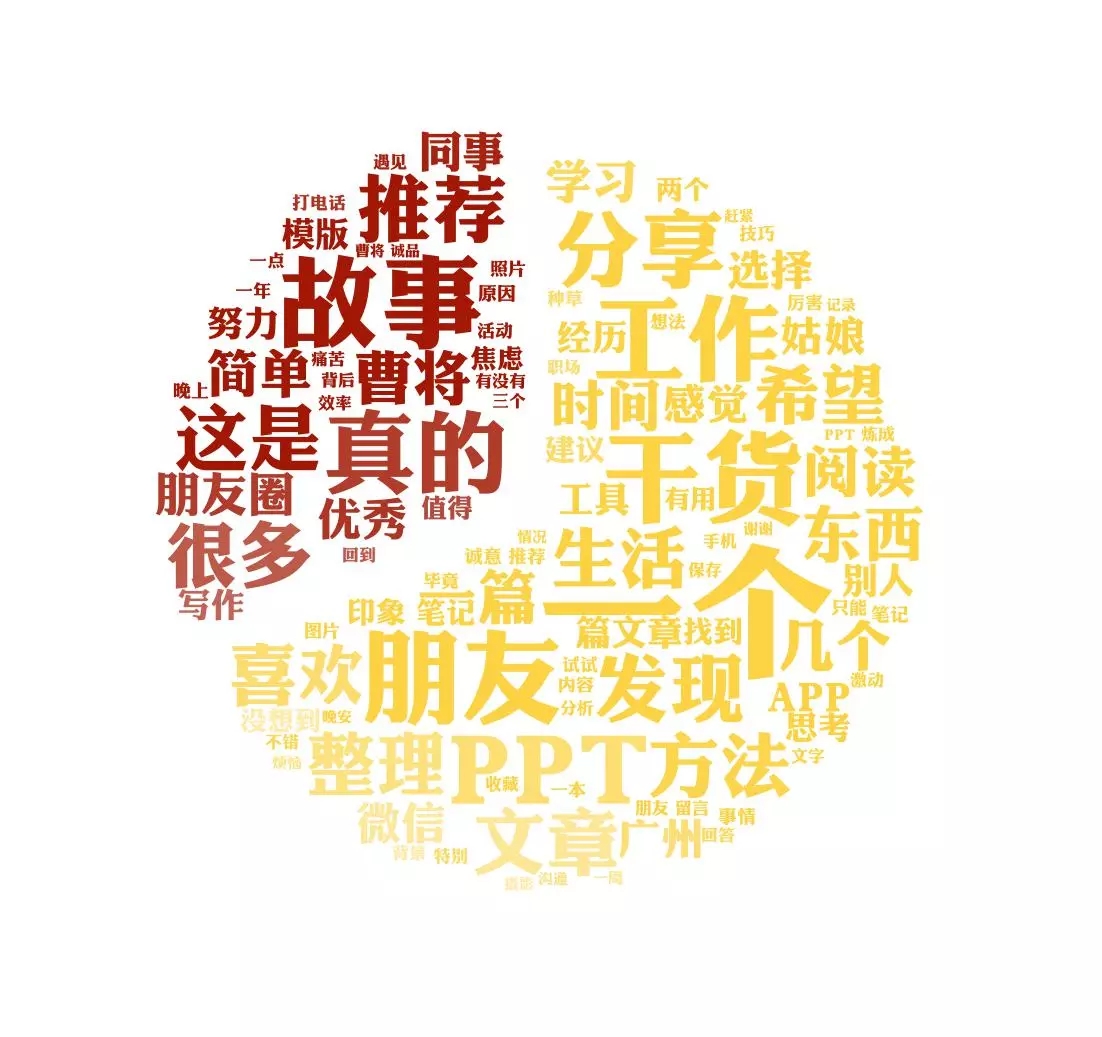 同事
遇见
推荐
打电话
模版
曹将
诚品
一点
故事
照片
一年
原因
努力
活动
简单
痛苦
曹将
焦虑
晚上
背后
有没有
效率
三个
这是
真的
朋友圈
优秀
值得
很多
回到
写作
学习
两个
分享
赶紧
技巧
选择
种草
工作
厉害
记录
经历
想法
姑娘
职场
时间
感觉
希望
建议
干货
PPT
炼成
阅读
工具
有用
谢谢
东西
情况
生活
手机
诚意
推荐
保存
别人
毕竟
一篇
一个
只能
笔记
印象
笔记
图片
篇文章
找到
几个
喜欢
朋友
试试
发现
内容
激动
APP
没想到
晚安
分析
思考
不错
烦恼
整理
PPT
方法
文字
收藏
一本
微信
文章
朋友
留言
事情
广州
回答
背景
特别
摄影
沟通
一周